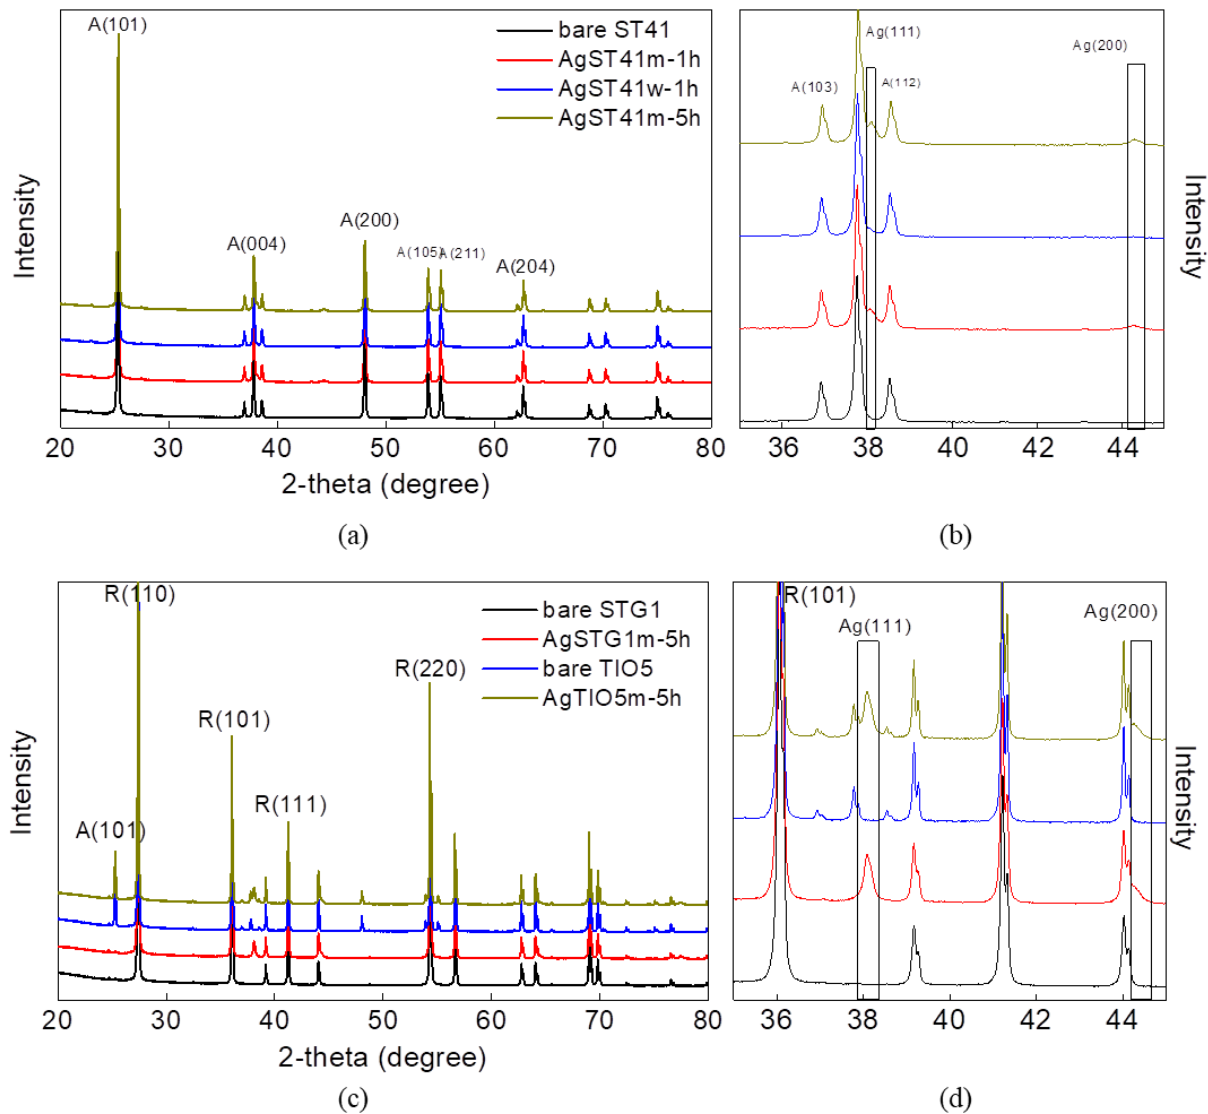 A(101)
bare ST41
AgST41m-1h
AgST41w-1h
AgST41m-5h
A(004)
A(200)
A(105)
A(211)
A(204)
Intensity
20 30 40 50 60 70 80
2-theta (degree)
(a)
Ag(111)
Ag(200)
A(103)
A(112)
Intensity
36 38 40 42 44
(b)
R(110)
bare STG1
AgSTG1m-5h
bare TIO5
AgTIO5m-5h
R(220)
R(101)
R(111)
A(101)
Intensity
20 30 40 50 60 70 80
2-theta (degree)
(c)
R(101)
Ag(111)
Ag(200)
Intensity
36 38 40 42 44
(d)